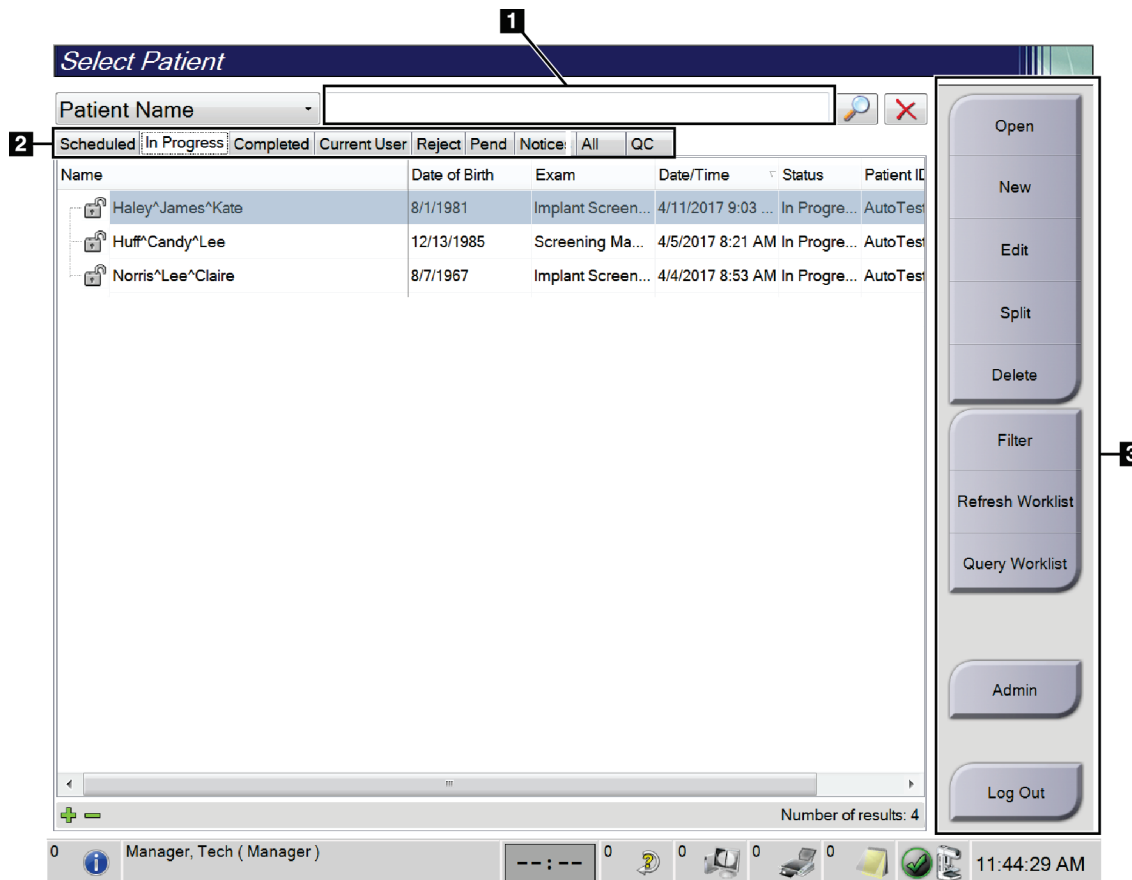 1
Select Patient
Patient Name
2
Scheduled In Progress Completed Current User Reject Pend Notice: All QC
Name Date of Birth Exam Date/Time Status Patient ID
Haley^James^Kate 8/1/1981 Implant Screen... 4/11/2017 9:03 ... In Progre... AutoTest
Huff^Candy^Lee 12/13/1985 Screening Ma... 4/5/2017 8:21 AM In Progre... AutoTest
Norris^Lee^Claire 8/7/1967 Implant Screen... 4/4/2017 8:53 AM In Progre... AutoTest
Number of results: 4
Open
New
Edit
Split
Delete
Filter
3
Refresh Worklist
Query Worklist
Admin
Log Out
0 Manager, Tech ( Manager ) --:-- 0 0 0 0 11:44:29 AM